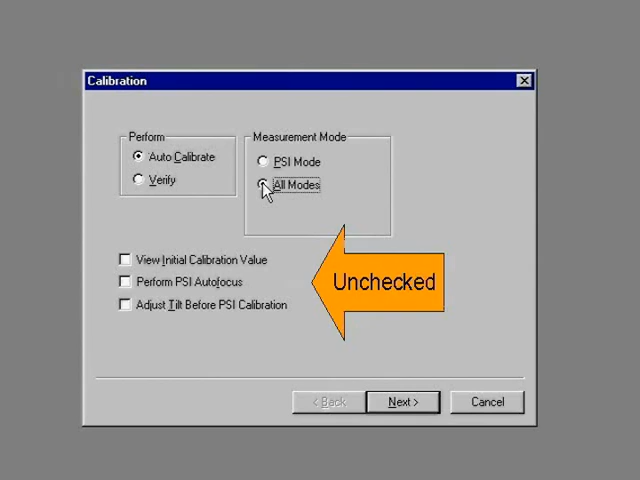 Calibration
Perform
Auto Calibrate
Verify
Measurement Mode
PSI Mode
All Modes
View Initial Calibration Value
Perform PSI Autofocus
Adjust Tilt Before PSI Calibration
Unchecked
< Back
Next >
Cancel